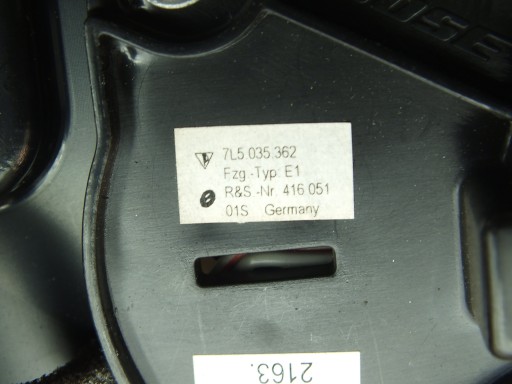 7L5.035.362
Fzg.-Typ: E1
R&S -Nr. 416 051
01S Germany
2163.